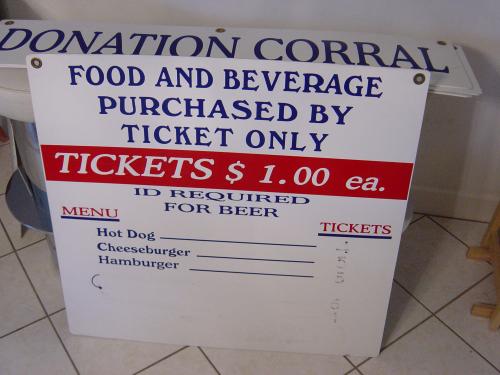 DONATION CORRAL
FOOD AND BEVERAGE
PURCHASED BY
TICKET ONLY
TICKETS $ 1.00 ea.
ID REQUIRED
FOR BEER
MENU
TICKETS
Hot Dog
Cheeseburger
Hamburger